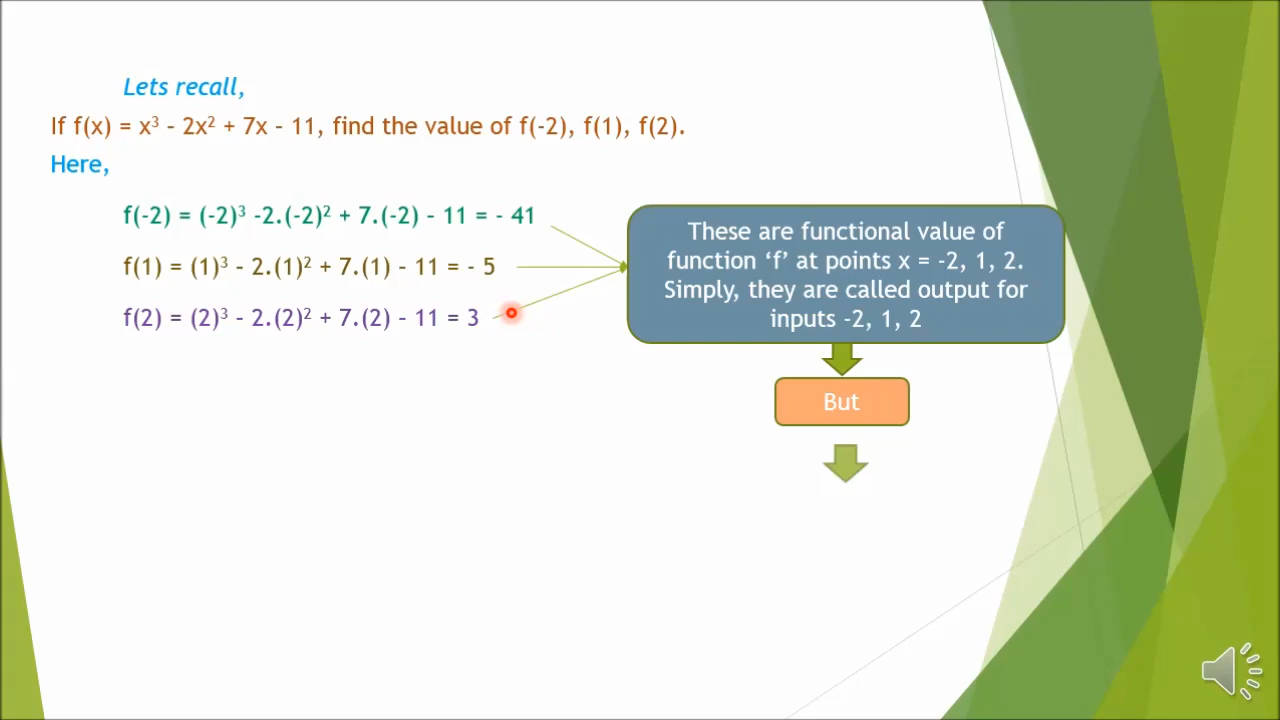 Lets recall,
If f(x) = x³ – 2x² + 7x – 11, find the value of f(-2), f(1), f(2).
Here,
f(-2) = (-2)³ -2.(-2)² + 7.(-2) – 11 = - 41
f(1) = (1)³ – 2.(1)² + 7.(1) – 11 = - 5
f(2) = (2)³ – 2.(2)² + 7.(2) – 11 = 3
These are functional value of
function ‘f’ at points x = -2, 1, 2.
Simply, they are called output for
inputs -2, 1, 2
But